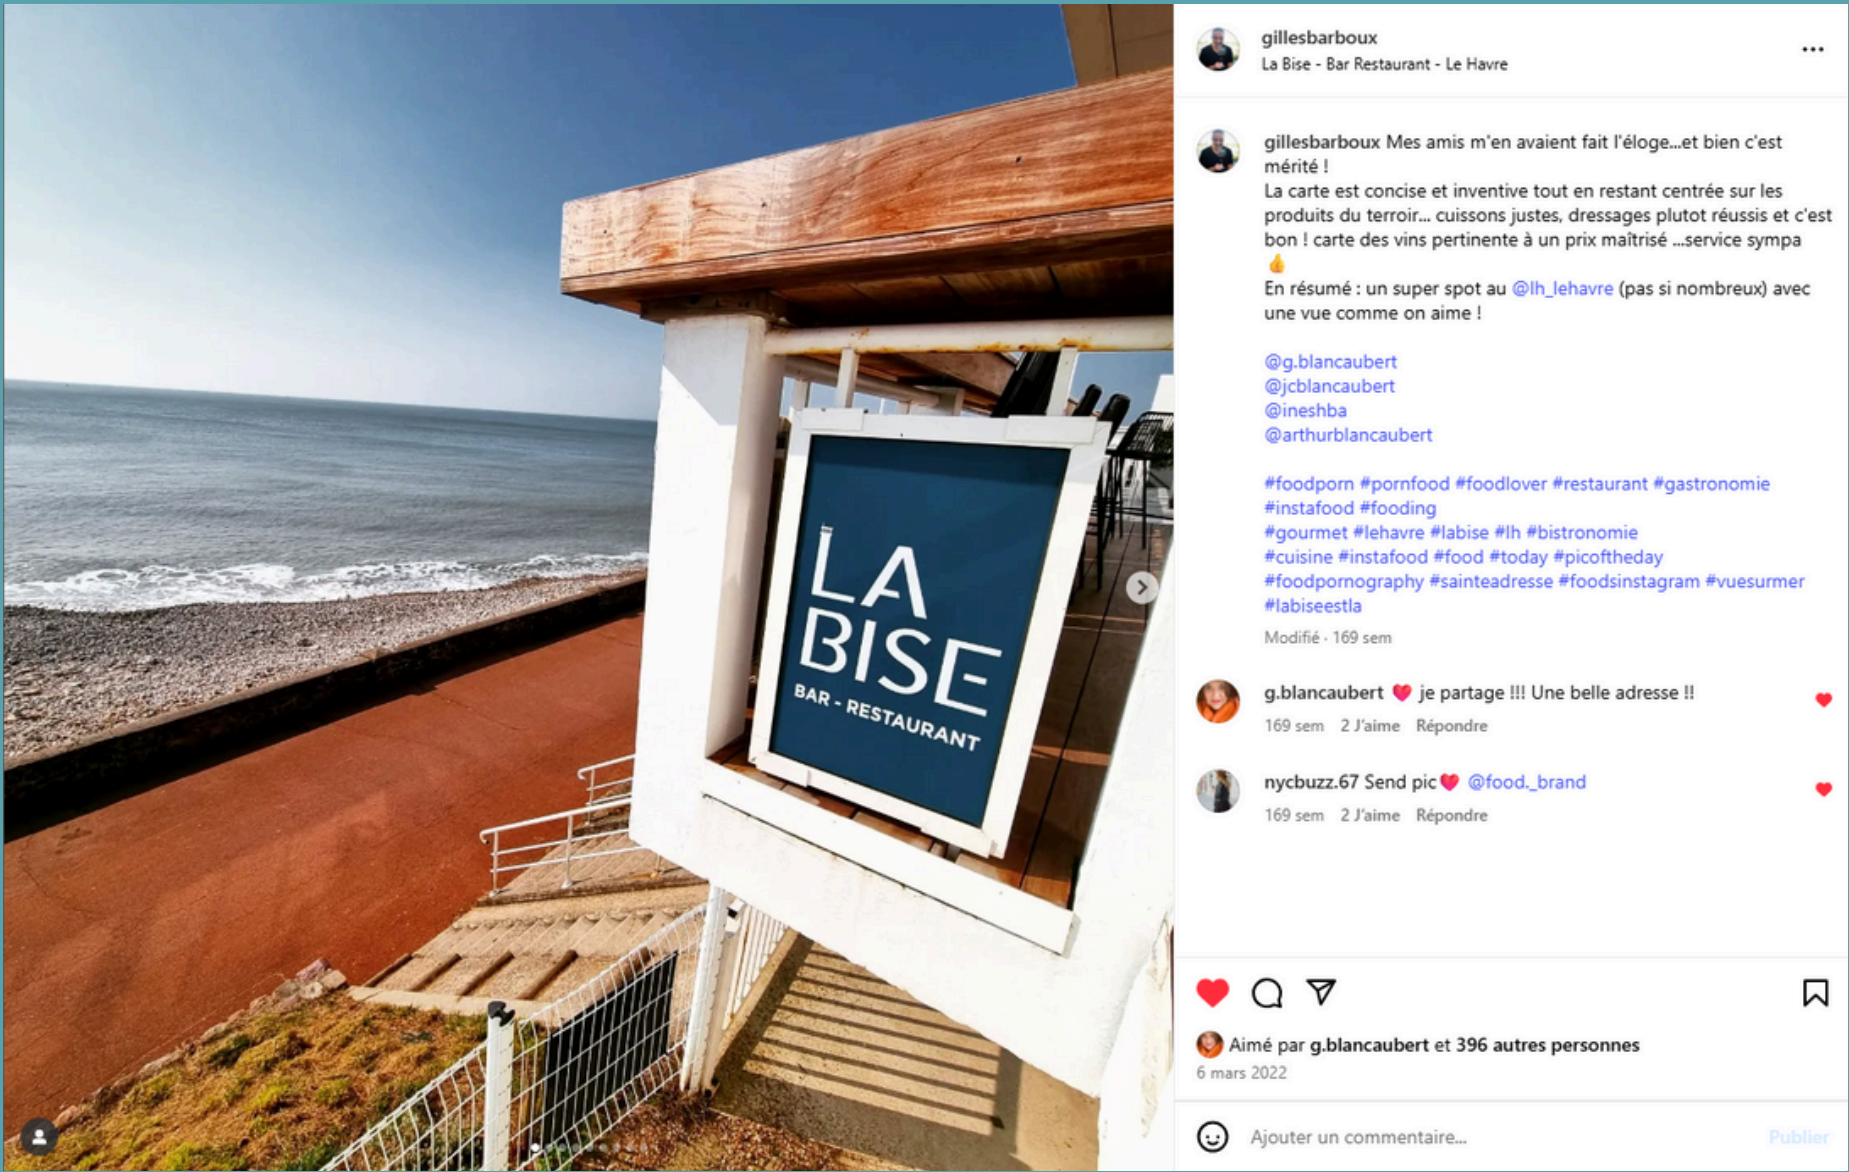 LA
BISE
BAR - RESTAURANT
gillesbarboux
La Bise - Bar Restaurant - Le Havre
gillesbarboux Mes amis m'en avaient fait l'éloge...et bien c'est
mérité !
La carte est concise et inventive tout en restant centrée sur les
produits du terroir... cuissons justes, dressages plutot réussis et c'est
bon ! carte des vins pertinente à un prix maîtrisé ...service sympa
👍
En résumé : un super spot au @lh_lehavre (pas si nombreux) avec
une vue comme on aime !
@g.blancaubert
@jcblancaubert
@ineshba
@arthurblancaubert
#foodporn #pornfood #foodlover #restaurant #gastronomie
#instafood #fooding
#gourmet #lehavre #labise #lh #bistronomie
#cuisine #instafood #food #today #picoftheday
#foodpornography #sainteadresse #foodsinstagram #vuesurmer
#labiseestla
Modifié · 169 sem
g.blancaubert ❤️ je partage !!! Une belle adresse !!
169 sem 2 J'aime Répondre
nycbuzz.67 Send pic❤️ @food._brand
169 sem 2 J'aime Répondre
Aimé par g.blancaubert et 396 autres personnes
6 mars 2022
Ajouter un commentaire... Publier